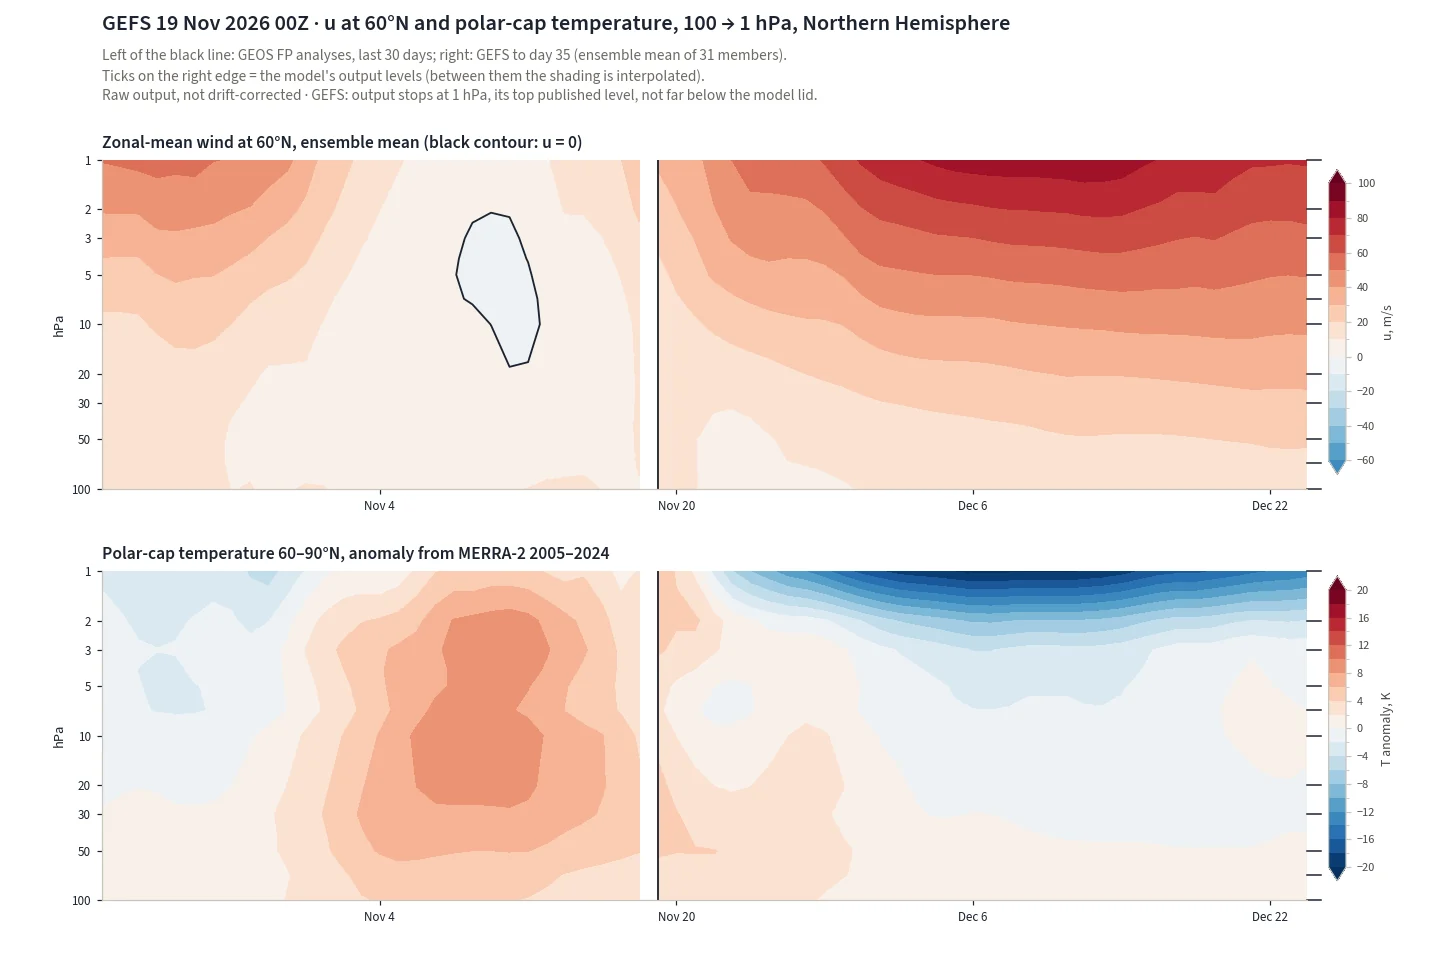 GEFS 19 Nov 2026 00Z · u at 60°N and polar-cap temperature, 100 → 1 hPa, Northern Hemisphere
Left of the black line: GEOS FP analyses, last 30 days; right: GEFS to day 35 (ensemble mean of 31 members).
Ticks on the right edge = the model's output levels (between them the shading is interpolated).
Raw output, not drift-corrected · GEFS: output stops at 1 hPa, its top published level, not far below the model lid.
Zonal-mean wind at 60°N, ensemble mean (black contour: u = 0)
hPa
1
2
3
5
10
20
30
50
100
Nov 4
Nov 20
Dec 6
Dec 22
100
80
60
40
20
0
−20
−40
−60
u, m/s
Polar-cap temperature 60–90°N, anomaly from MERRA-2 2005–2024
hPa
1
2
3
5
10
20
30
50
100
Nov 4
Nov 20
Dec 6
Dec 22
20
16
12
8
4
0
−4
−8
−12
−16
−20
T anomaly, K